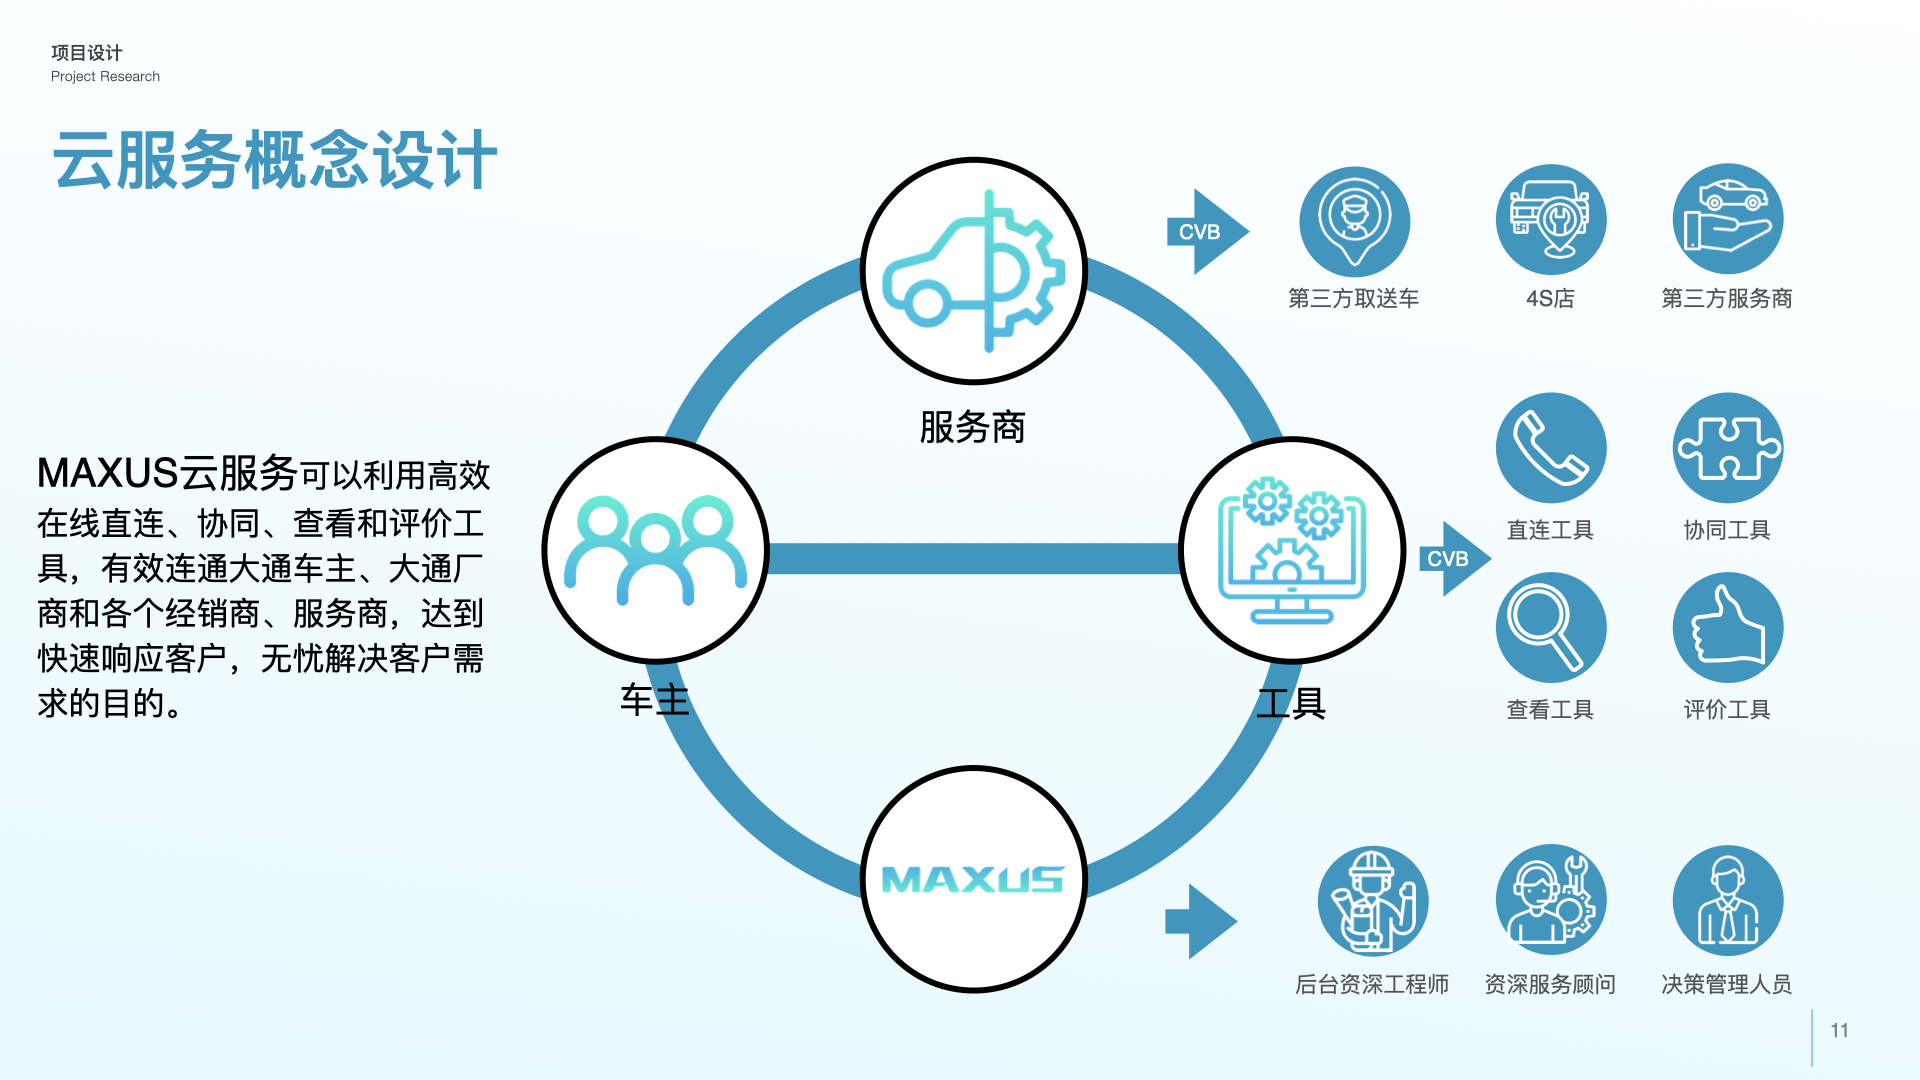 项目设计
Project Research
云服务概念设计
MAXUS云服务可以利用高效
在线直连、协同、查看和评价工
具，有效连通大通车主、大通厂
商和各个经销商、服务商，达到
快速响应客户，无忧解决客户需
求的目的。
服务商
车主
工具
MAXUS
CVB
第三方取送车
4S店
第三方服务商
CVB
直连工具
协同工具
查看工具
评价工具
后台资深工程师
资深服务顾问
决策管理人员
11